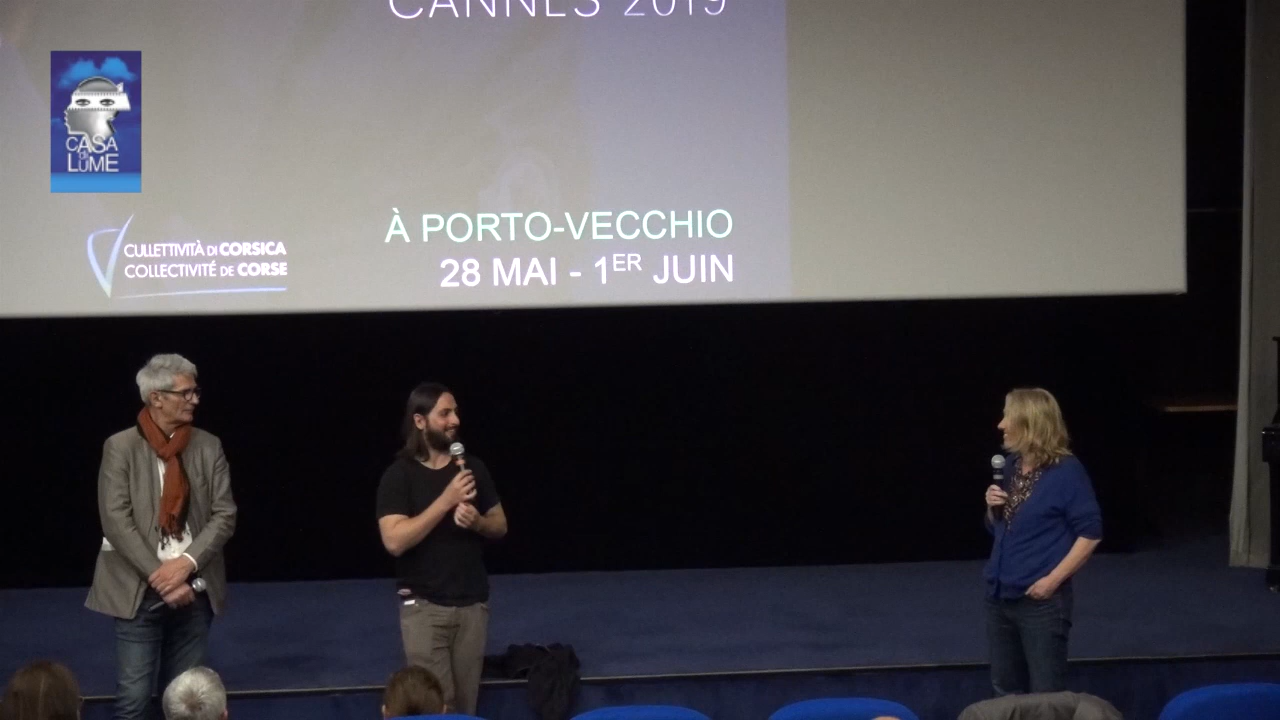 CANNES 2019
CASA
DI
LUME
CULLETTIVITÀ DI CORSICA
COLLECTIVITÉ DE CORSE
À PORTO-VECCHIO
28 MAI - 1ER JUIN